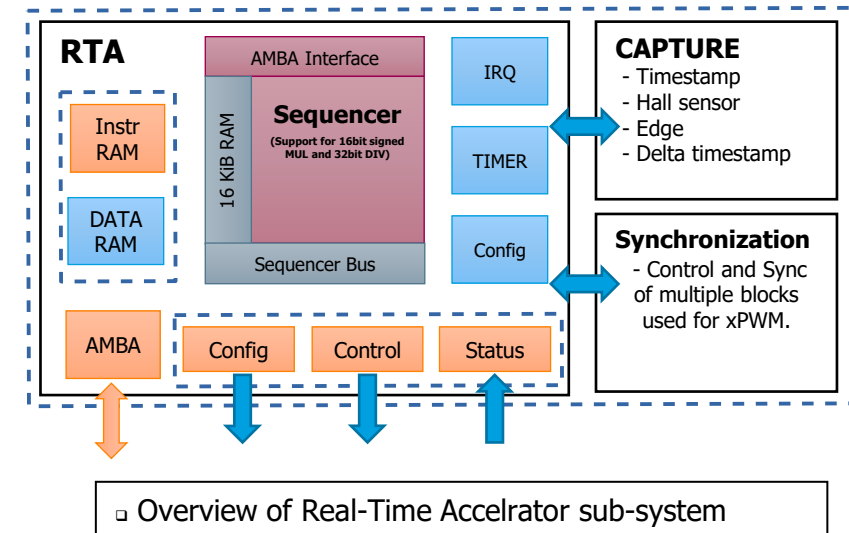 RTA
Instr
RAM
DATA
RAM
AMBA Interface
16 KiB RAM
Sequencer
(Support for 16bit signed
MUL and 32bit DIV)
Sequencer Bus
IRQ
TIMER
Config
AMBA
Config
Control
Status
CAPTURE
- Timestamp
- Hall sensor
- Edge
- Delta timestamp
Synchronization
- Control and Sync
of multiple blocks
used for xPWM.
❑ Overview of Real-Time Accelrator sub-system